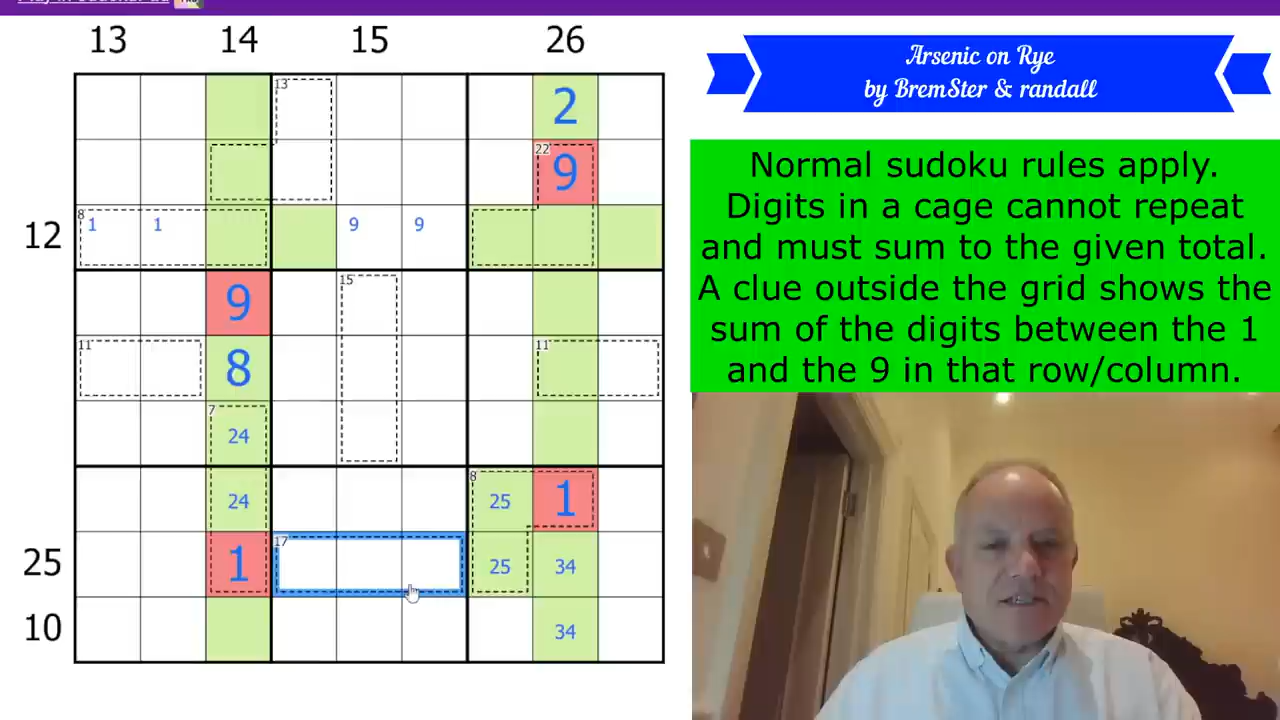 Play in SudokuPad
13 14 15 26
Arsenic on Rye
by BremSter & randall
13 2
22 9
Normal sudoku rules apply.
Digits in a cage cannot repeat
and must sum to the given total.
A clue outside the grid shows the
sum of the digits between the 1
and the 9 in that row/column.
12 8 1 1 9 9
9 15
11 8 11
7 24
24 8 25 1
25 1 17 25 34
10 34